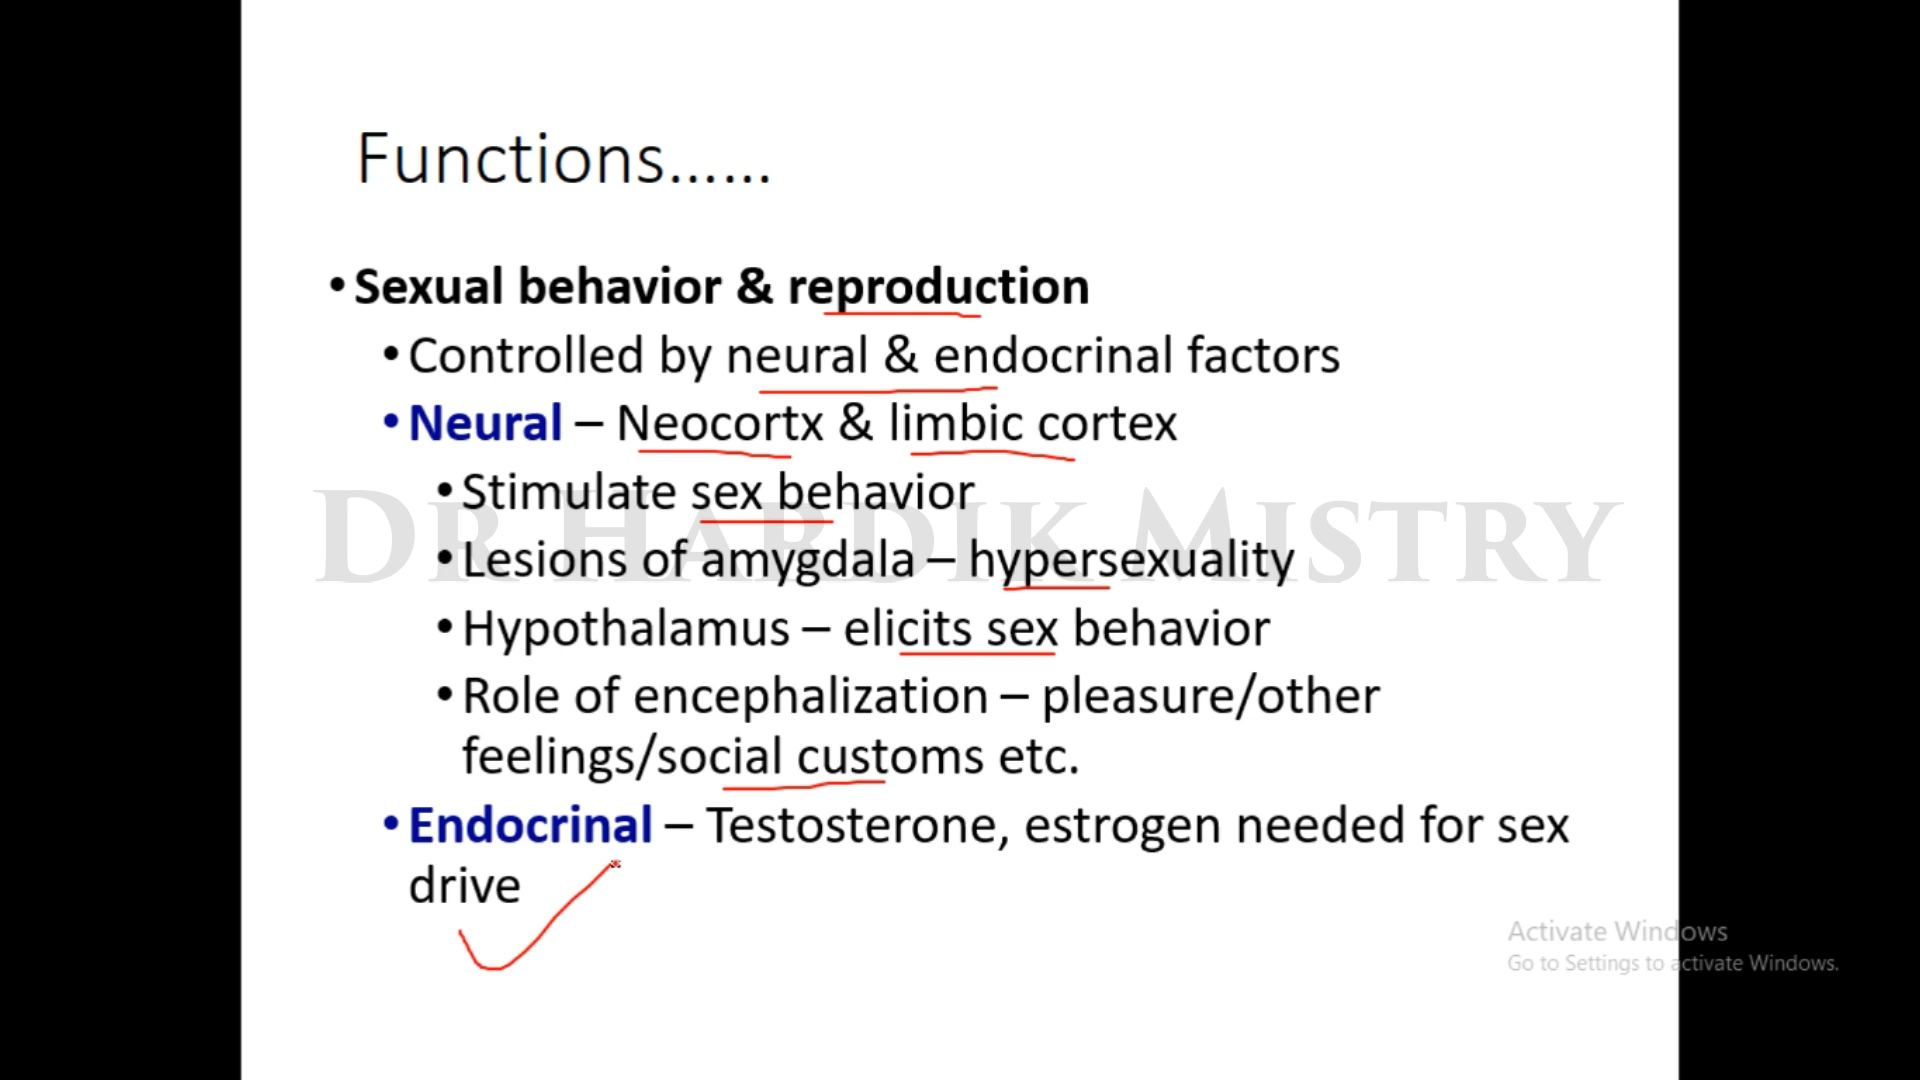 Functions......
• Sexual behavior & reproduction
• Controlled by neural & endocrinal factors
• Neural – Neocortx & limbic cortex
• Stimulate sex behavior
• Lesions of amygdala – hypersexuality
• Hypothalamus – elicits sex behavior
• Role of encephalization – pleasure/other
feelings/social customs etc.
• Endocrinal – Testosterone, estrogen needed for sex
drive
DR HARDIK MISTRY
Activate Windows
Go to Settings to activate Windows.